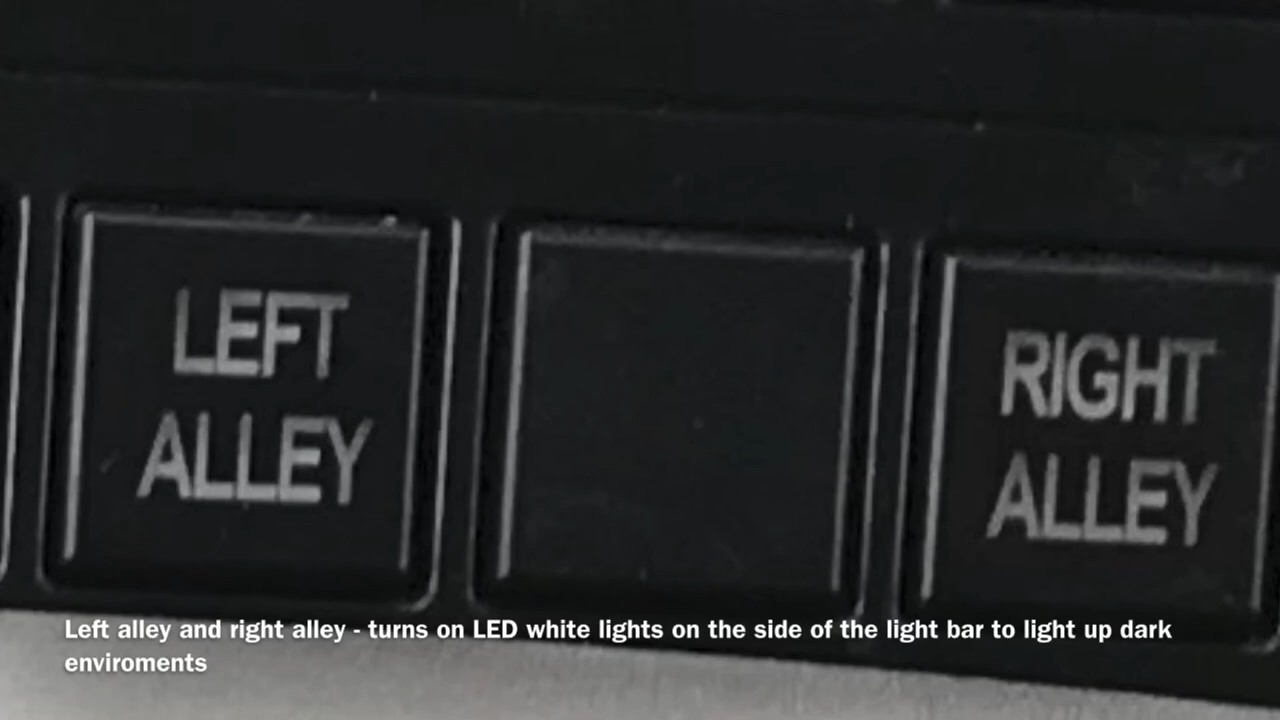 LEFT
ALLEY
RIGHT
ALLEY
Left alley and right alley - turns on LED white lights on the side of the light bar to light up dark
enviroments